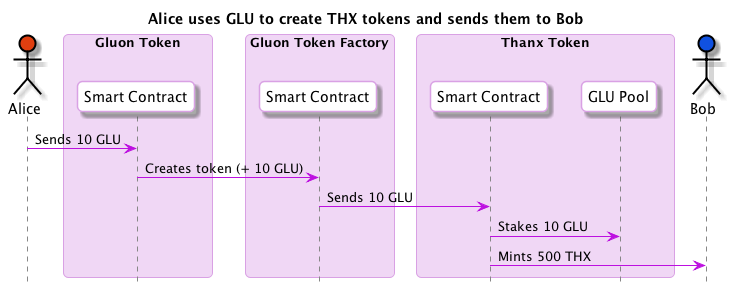 Alice uses GLU to create THX tokens and sends them to Bob
Gluon Token
Gluon Token Factory
Thanx Token
Alice
Smart Contract
Smart Contract
Smart Contract
GLU Pool
Bob
Sends 10 GLU
Creates token (+ 10 GLU)
Sends 10 GLU
Stakes 10 GLU
Mints 500 THX